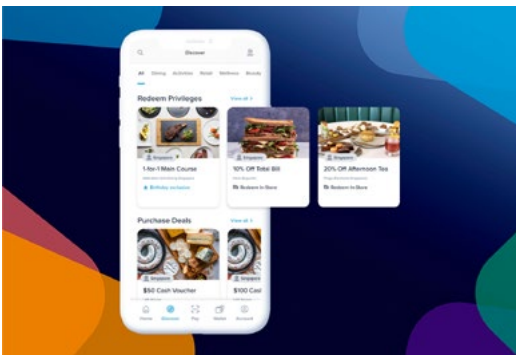 Discover
All Dining Activities Retail Wellness Beauty
Redeem Privileges View all >
Singapore
1-for-1 Main Course
Birthday exclusive
Singapore
10% Off Total Bill
Redeem In-Store
Singapore
20% Off Afternoon Tea
Redeem In-Store
Purchase Deals View all >
Singapore
$50 Cash Voucher
$100 Cash
Home Discover Pay Wallet Account